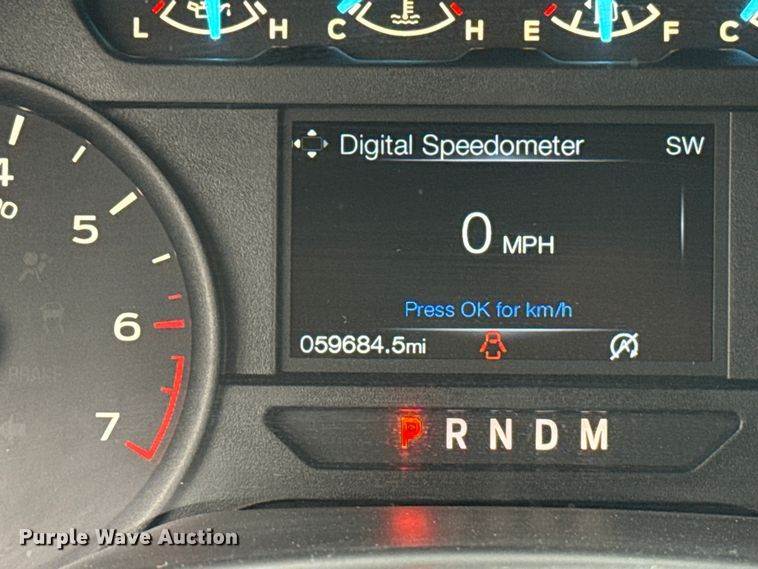 L H C H E F C
Digital Speedometer SW
4
5
0 MPH
Press OK for km/h
6
059684.5mi
7
P R N D M
Purple Wave Auction